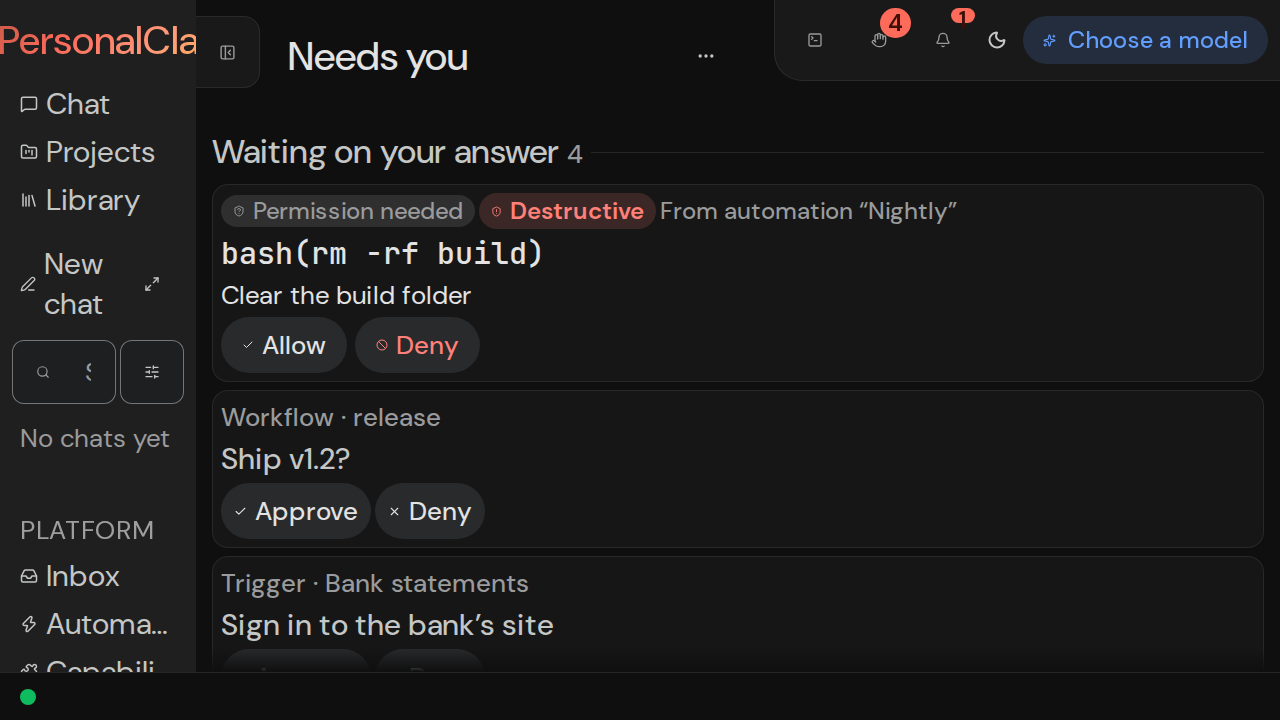 PersonalCla
Needs you
4
1
Choose a model
Chat
Projects
Library
New chat
No chats yet
PLATFORM
Inbox
Automa...
Capabili
Waiting on your answer 4
Permission needed Destructive From automation “Nightly”
bash(rm -rf build)
Clear the build folder
Allow Deny
Workflow · release
Ship v1.2?
Approve Deny
Trigger · Bank statements
Sign in to the bank’s site